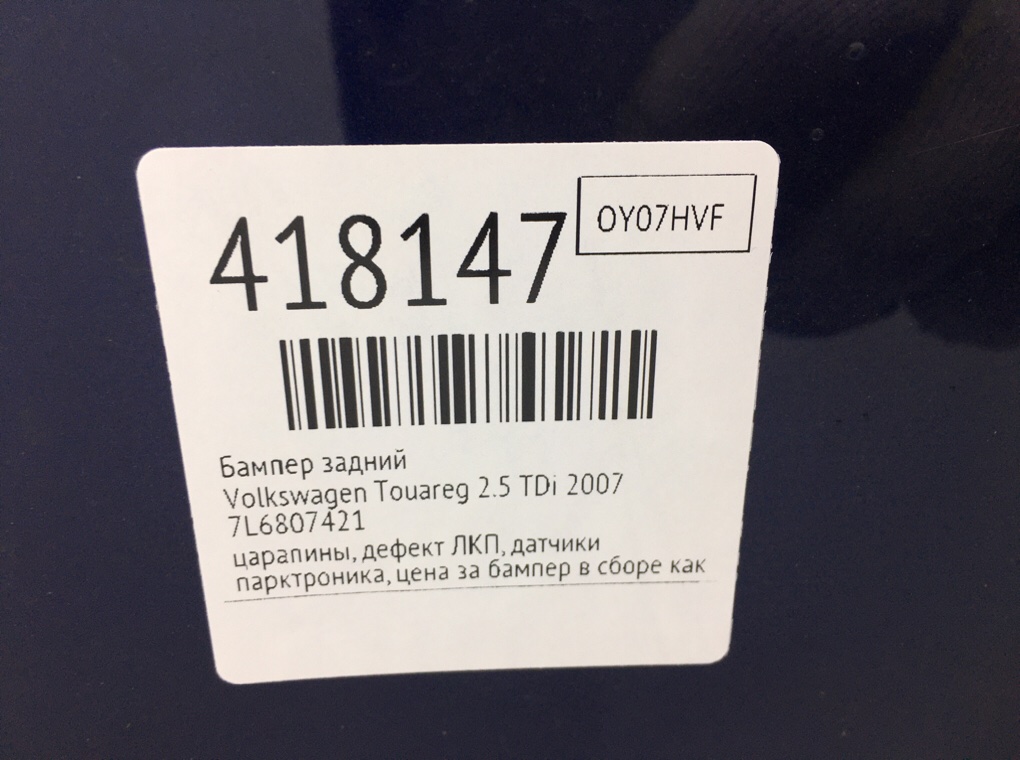 418147
OY07HVF
Бампер задний
Volkswagen Touareg 2.5 TDi 2007
7L6807421
царапины, дефект ЛКП, датчики
парктроника, цена за бампер в сборе как